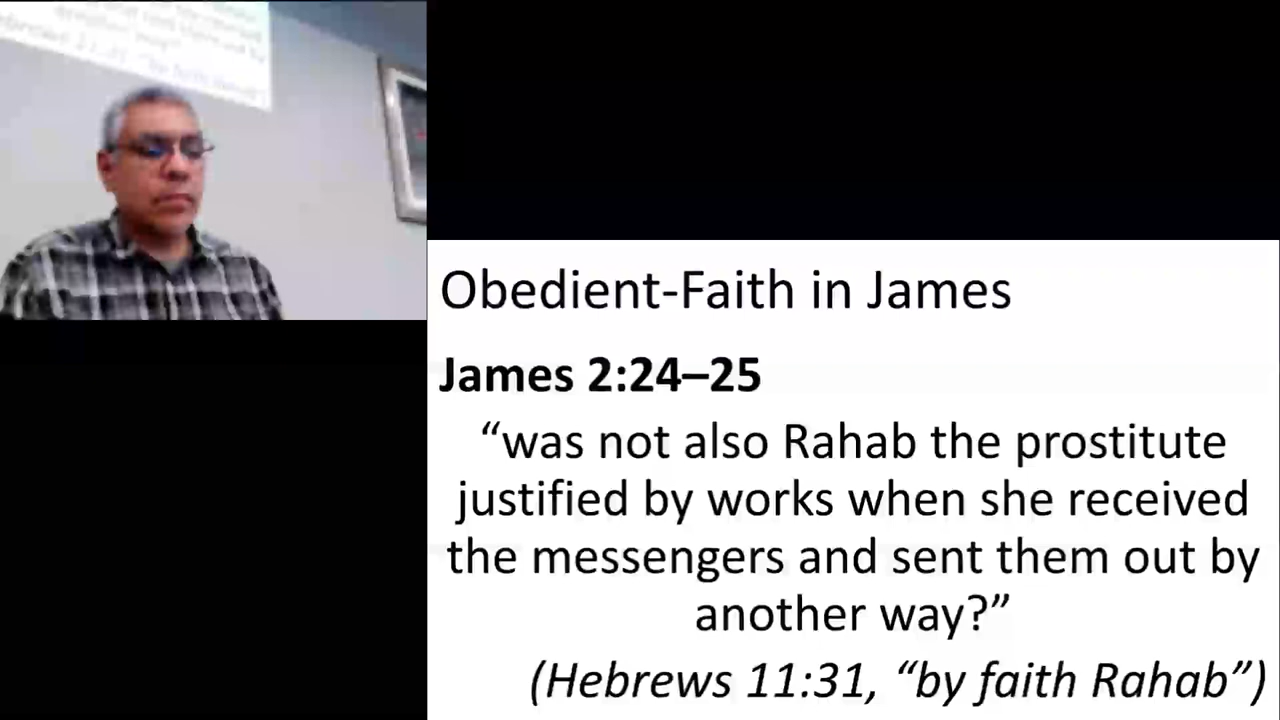 Obedient-Faith in James
James 2:24–25
“was not also Rahab the prostitute
justified by works when she received
the messengers and sent them out by
another way?”
(Hebrews 11:31, “by faith Rahab”)